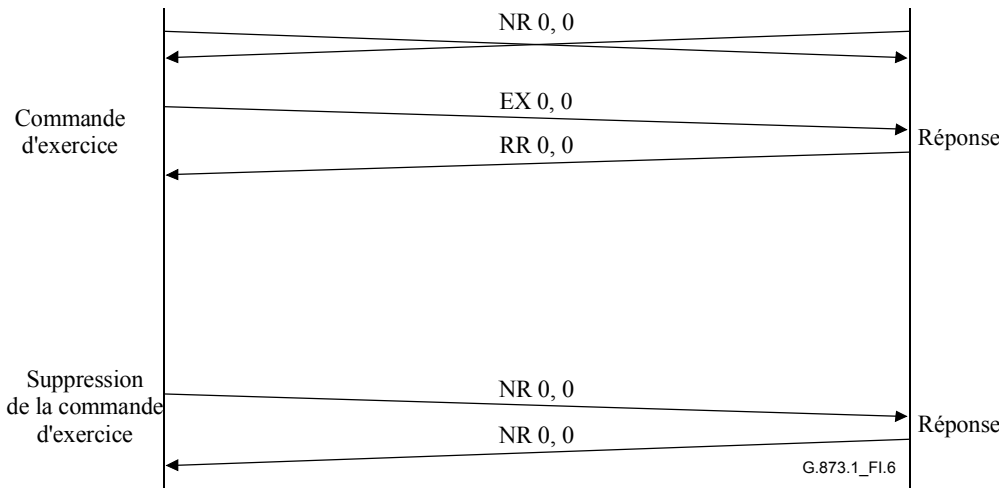 NR 0, 0
EX 0, 0
Commande
d'exercice
Réponse
RR 0, 0
Suppression
de la commande
d'exercice
NR 0, 0
Réponse
NR 0, 0
G.873.1_FI.6